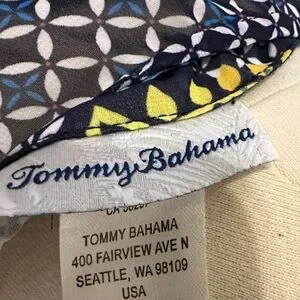 Tommy Bahama
TOMMY BAHAMA
400 FAIRVIEW AVE N
SEATTLE, WA 98109
USA